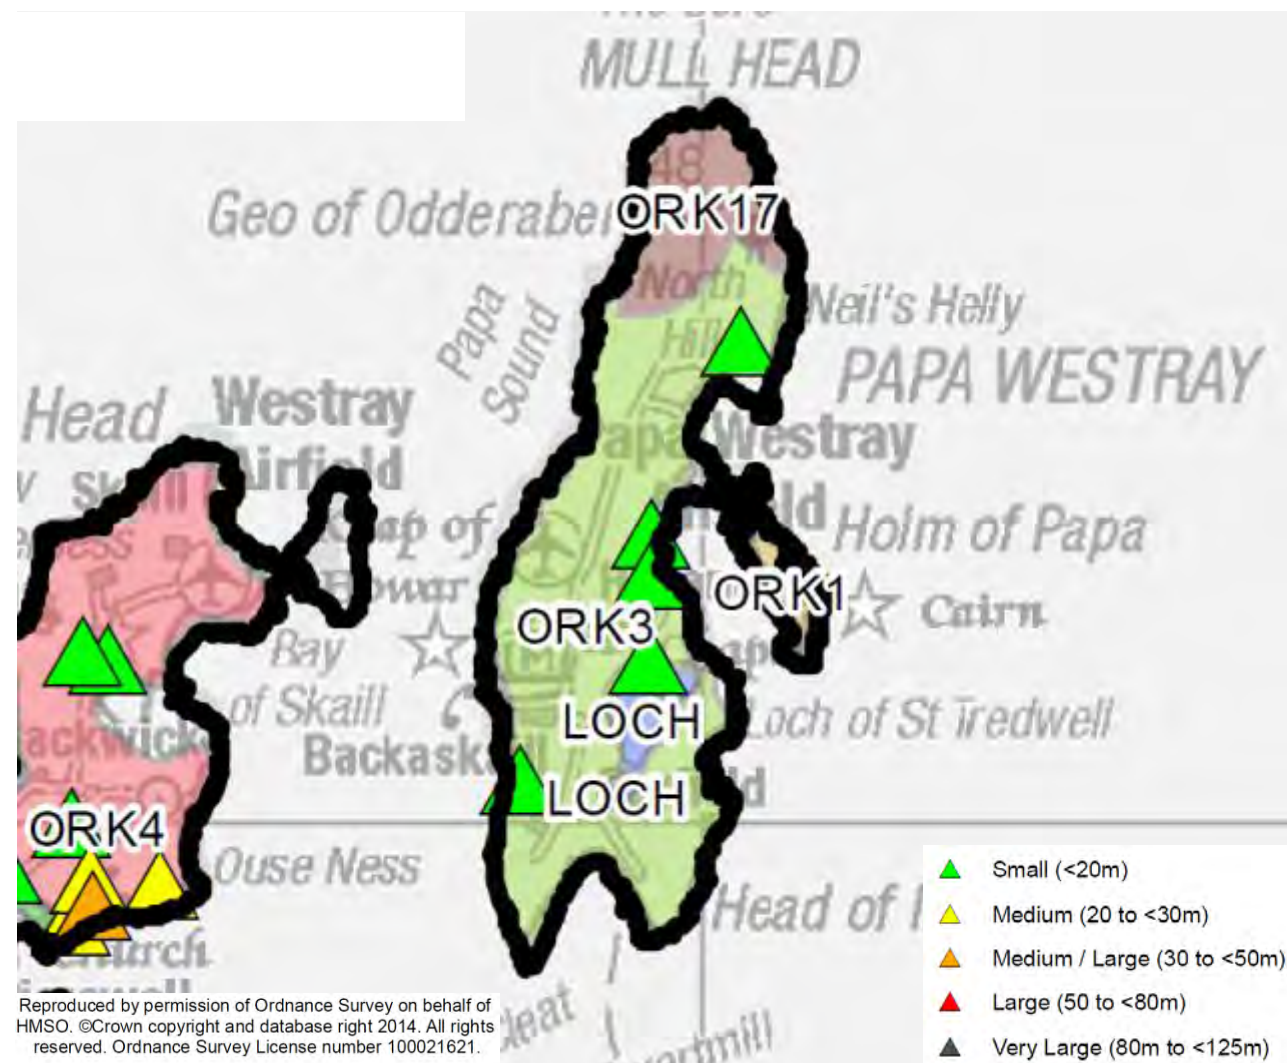 MULL HEAD
48
Geo of Odderaber
ORK17
North
Hill
Papa
Sound
Neil's Helly
PAPA WESTRAY
Head
Westray
Airfield
Papa Westray
Skaill
Holm of Papa
ORK1
Cairn
ORK3
Bay
of Skaill
LOCH
Loch of St Tredwell
Backask
LOCH
ORK4
Ouse Ness
Head of
Small (<20m)
Medium (20 to <30m)
Medium / Large (30 to <50m)
Large (50 to <80m)
Very Large (80m to <125m)
Reproduced by permission of Ordnance Survey on behalf of
HMSO. ©Crown copyright and database right 2014. All rights
reserved. Ordnance Survey License number 100021621.